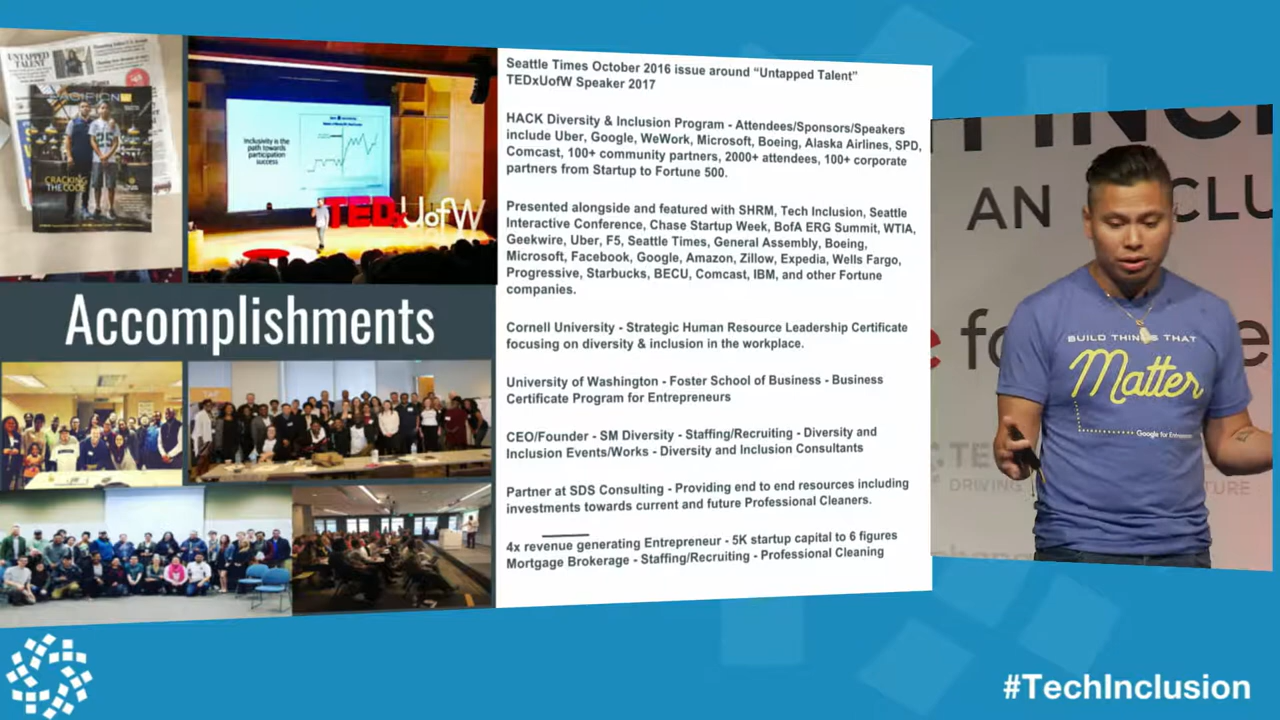 UNTAPPED
TALENT
PACIFIC NW
CRACKING
THE CODE
Inclusivity is the
path towards
participation
success
TEDxUofW
Accomplishments
Seattle Times October 2016 issue around “Untapped Talent”
TEDxUofW Speaker 2017
HACK Diversity & Inclusion Program - Attendees/Sponsors/Speakers
include Uber, Google, WeWork, Microsoft, Boeing, Alaska Airlines, SPD,
Comcast, 100+ community partners, 2000+ attendees, 100+ corporate
partners from Startup to Fortune 500.
Presented alongside and featured with SHRM, Tech Inclusion, Seattle
Interactive Conference, Chase Startup Week, BofA ERG Summit, WTIA,
Geekwire, Uber, F5, Seattle Times, General Assembly, Boeing,
Microsoft, Facebook, Google, Amazon, Zillow, Expedia, Wells Fargo,
Progressive, Starbucks, BECU, Comcast, IBM, and other Fortune
companies.
Cornell University - Strategic Human Resource Leadership Certificate
focusing on diversity & inclusion in the workplace.
University of Washington - Foster School of Business - Business
Certificate Program for Entrepreneurs
CEO/Founder - SM Diversity - Staffing/Recruiting - Diversity and
Inclusion Events/Works - Diversity and Inclusion Consultants
Partner at SDS Consulting - Providing end to end resources including
investments towards current and future Professional Cleaners.
4x revenue generating Entrepreneur - 5K startup capital to 6 figures
Mortgage Brokerage - Staffing/Recruiting - Professional Cleaning
AN
BUILD THINGS THAT
Matter
Google for Entrepren
DRIVING
#TechInclusion